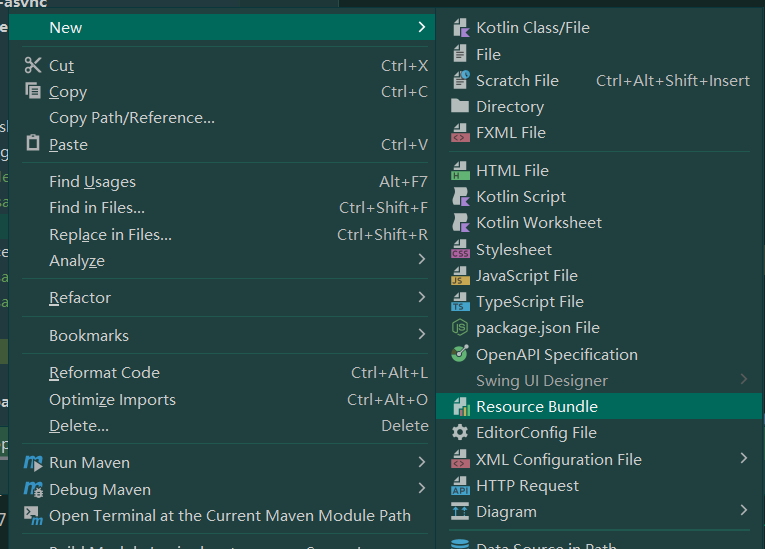 -async
New
Cut Ctrl+X
Copy Ctrl+C
Copy Path/Reference...
Paste Ctrl+V
Find Usages Alt+F7
Find in Files... Ctrl+Shift+F
Replace in Files... Ctrl+Shift+R
Analyze
Refactor
Bookmarks
Reformat Code Ctrl+Alt+L
Optimize Imports Ctrl+Alt+O
Delete... Delete
Run Maven
Debug Maven
Open Terminal at the Current Maven Module Path
Kotlin Class/File
File
Scratch File Ctrl+Alt+Shift+Insert
Directory
FXML File
HTML File
Kotlin Script
Kotlin Worksheet
Stylesheet
JavaScript File
TypeScript File
package.json File
OpenAPI Specification
Swing UI Designer
Resource Bundle
EditorConfig File
XML Configuration File
HTTP Request
Diagram
Data Source in Path